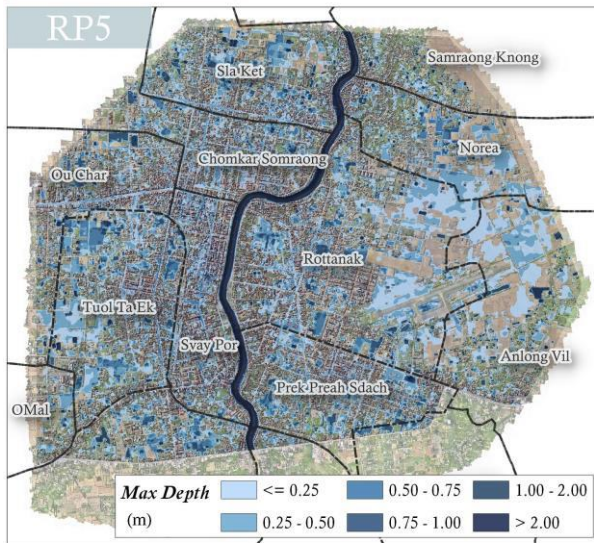 RP5
Samraong Knong
Sla Ket
Norea
Chomkar Somraong
Ou Char
Rottanak
Tuol Ta Ek
Svay Por
Anlong Vil
Prek Preah Sdach
OMal
Max Depth
(m)
<= 0.25
0.50 - 0.75
1.00 - 2.00
0.25 - 0.50
0.75 - 1.00
> 2.00